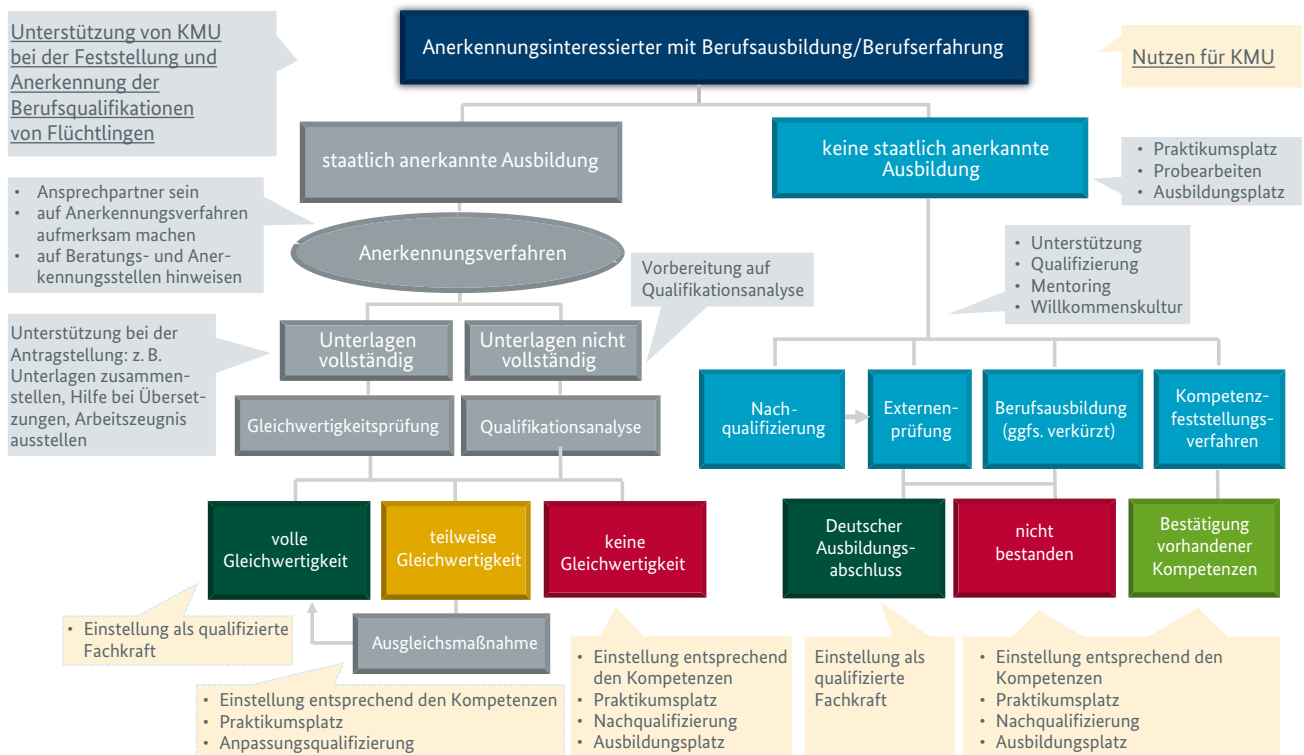 Unterstützung von KMU
bei der Feststellung und
Anerkennung der
Berufsqualifikationen
von Flüchtlingen
Anerkennungsinteressierter mit Berufsausbildung/Berufserfahrung
Nutzen für KMU
staatlich anerkannte Ausbildung
keine staatlich anerkannte
Ausbildung
• Praktikumsplatz
• Probearbeiten
• Ausbildungsplatz
• Ansprechpartner sein
• auf Anerkennungsverfahren
aufmerksam machen
• auf Beratungs- und Aner-
kennungsstellen hinweisen
Anerkennungsverfahren
Vorbereitung auf
Qualifikationsanalyse
• Unterstützung
• Qualifizierung
• Mentoring
• Willkommenskultur
Unterstützung bei der
Antragstellung: z. B.
Unterlagen zusammen-
stellen, Hilfe bei Überset-
zungen, Arbeitszeugnis
ausstellen
Unterlagen
vollständig
Unterlagen nicht
vollständig
Gleichwertigkeitsprüfung
Qualifikationsanalyse
Nach-
qualifizierung
Externen-
prüfung
Berufsausbildung
(ggfs. verkürzt)
Kompetenz-
feststellungs-
verfahren
volle
Gleichwertigkeit
teilweise
Gleichwertigkeit
keine
Gleichwertigkeit
Deutscher
Ausbildungs-
abschluss
nicht
bestanden
Bestätigung
vorhandener
Kompetenzen
• Einstellung als qualifizierte
Fachkraft
Ausgleichsmaßnahme
• Einstellung entsprechend den Kompetenzen
• Praktikumsplatz
• Anpassungsqualifizierung
• Einstellung entsprechend
den Kompetenzen
• Praktikumsplatz
• Nachqualifizierung
• Ausbildungsplatz
Einstellung als
qualifizierte
Fachkraft
• Einstellung entsprechend den
Kompetenzen
• Praktikumsplatz
• Nachqualifizierung
• Ausbildungsplatz